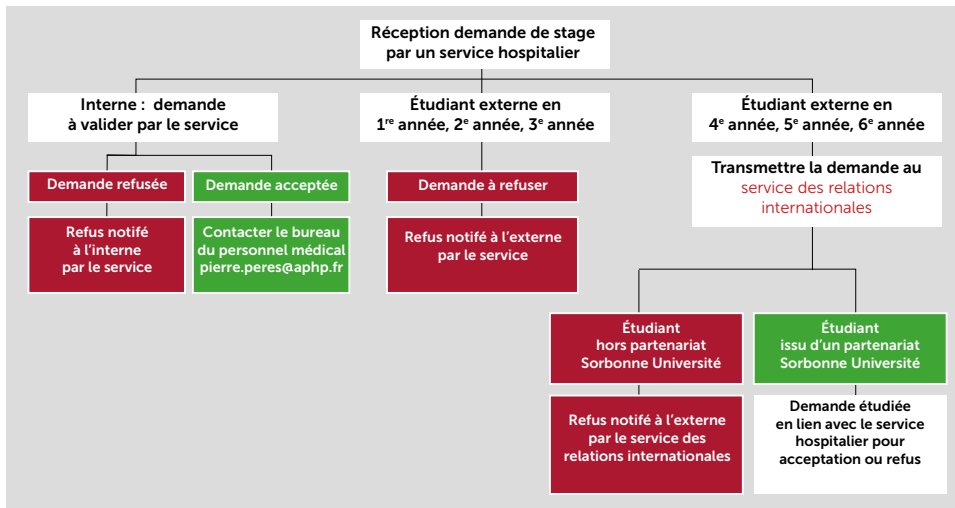 Réception demande de stage
par un service hospitalier
Interne : demande
à valider par le service
Étudiant externe en
1re année, 2e année, 3e année
Étudiant externe en
4e année, 5e année, 6e année
Demande refusée
Demande acceptée
Demande à refuser
Transmettre la demande au
service des relations
internationales
Refus notifé
à l'interne
par le service
Contacter le bureau
du personnel médical
pierre.peres@aphp.fr
Refus notifé à l'externe
par le service
Étudiant
hors partenariat
Sorbonne Université
Étudiant
issu d'un partenariat
Sorbonne Université
Refus notifé à l'externe
par le service des
relations internationales
Demande étudiée
en lien avec le service
hospitalier pour
acceptation ou refus